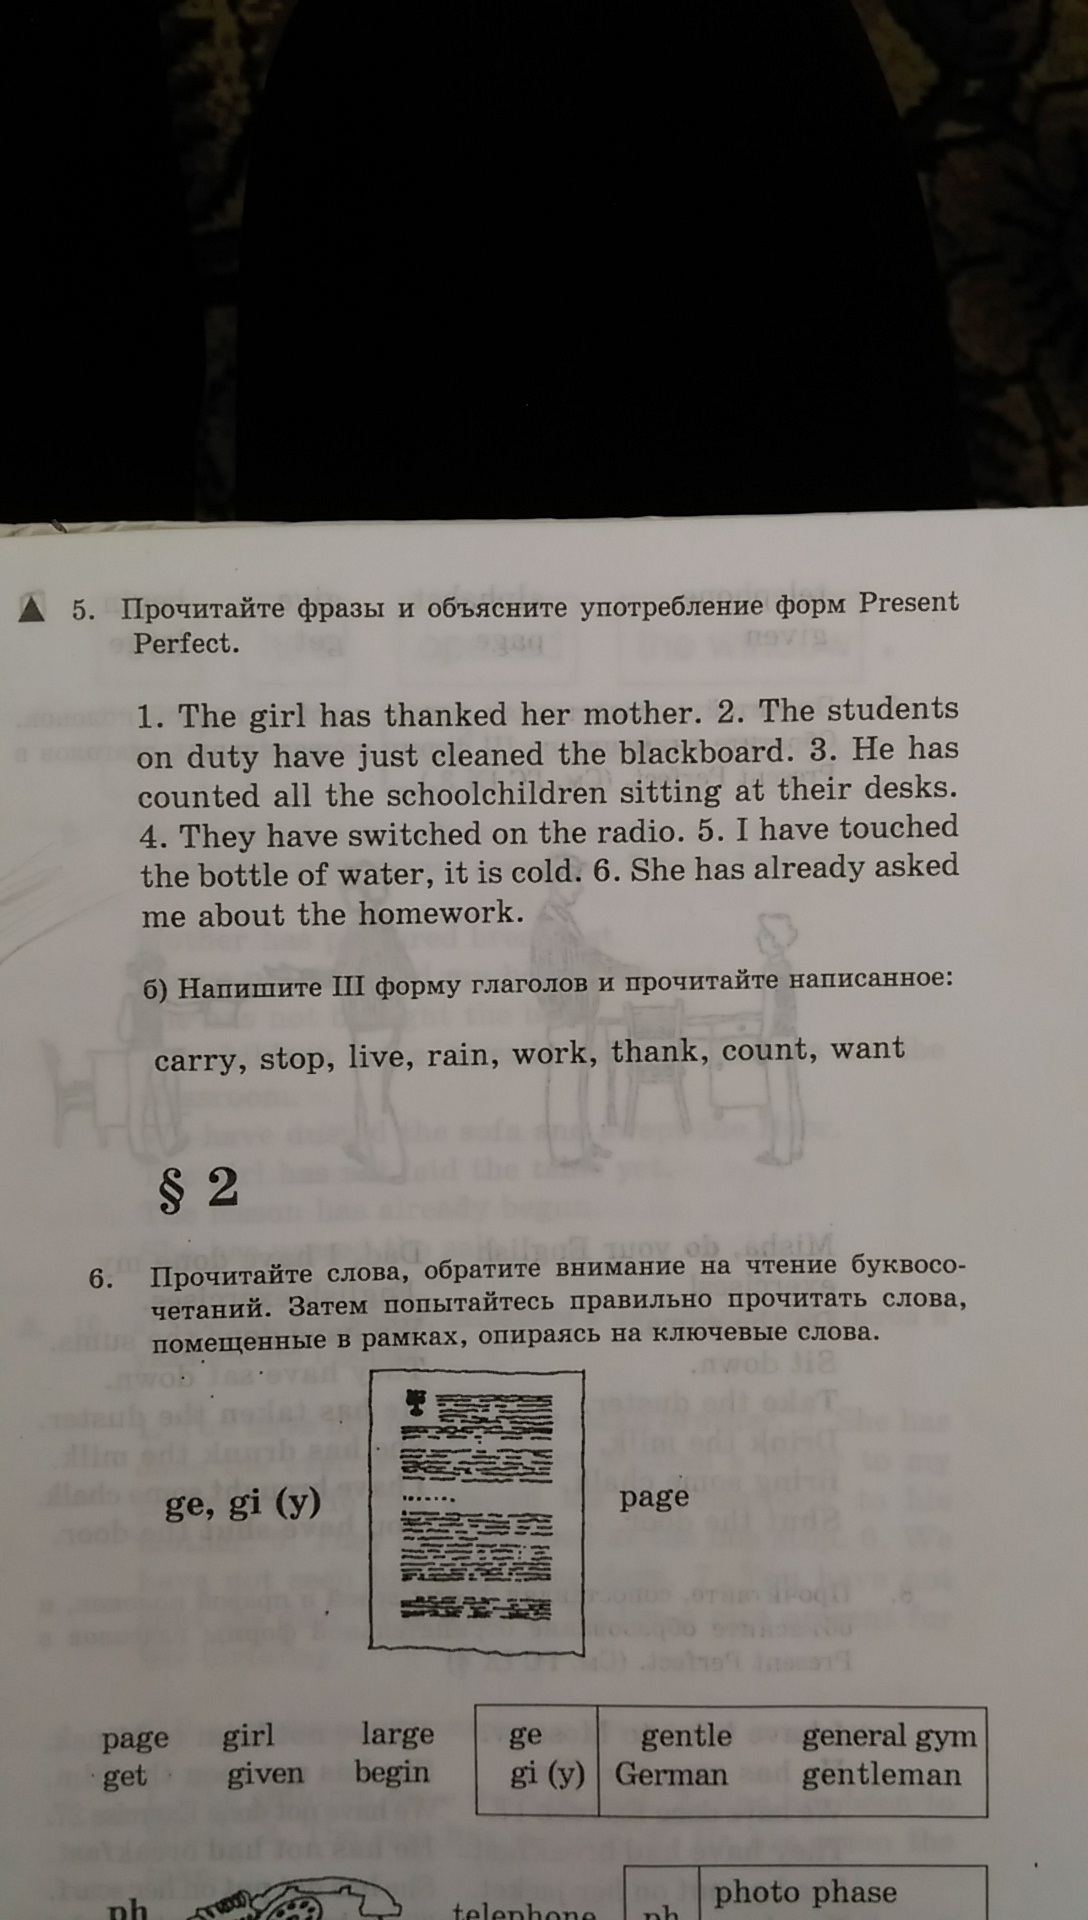 ▲ 5. Прочитайте фразы и объясните употребление форм Present
Perfect.
1. The girl has thanked her mother. 2. The students
on duty have just cleaned the blackboard. 3. He has
counted all the schoolchildren sitting at their desks.
4. They have switched on the radio. 5. I have touched
the bottle of water, it is cold. 6. She has already asked
me about the homework.
б) Напишите III форму глаголов и прочитайте написанное:
carry, stop, live, rain, work, thank, count, want
§ 2
6. Прочитайте слова, обратите внимание на чтение буквосо-
четаний. Затем попытайтесь правильно прочитать слова,
помещенные в рамках, опираясь на ключевые слова.
ge, gi (y) page
page girl large ge gentle general gym
get given begin gi (y) German gentleman
photo phase
ph telephone ph